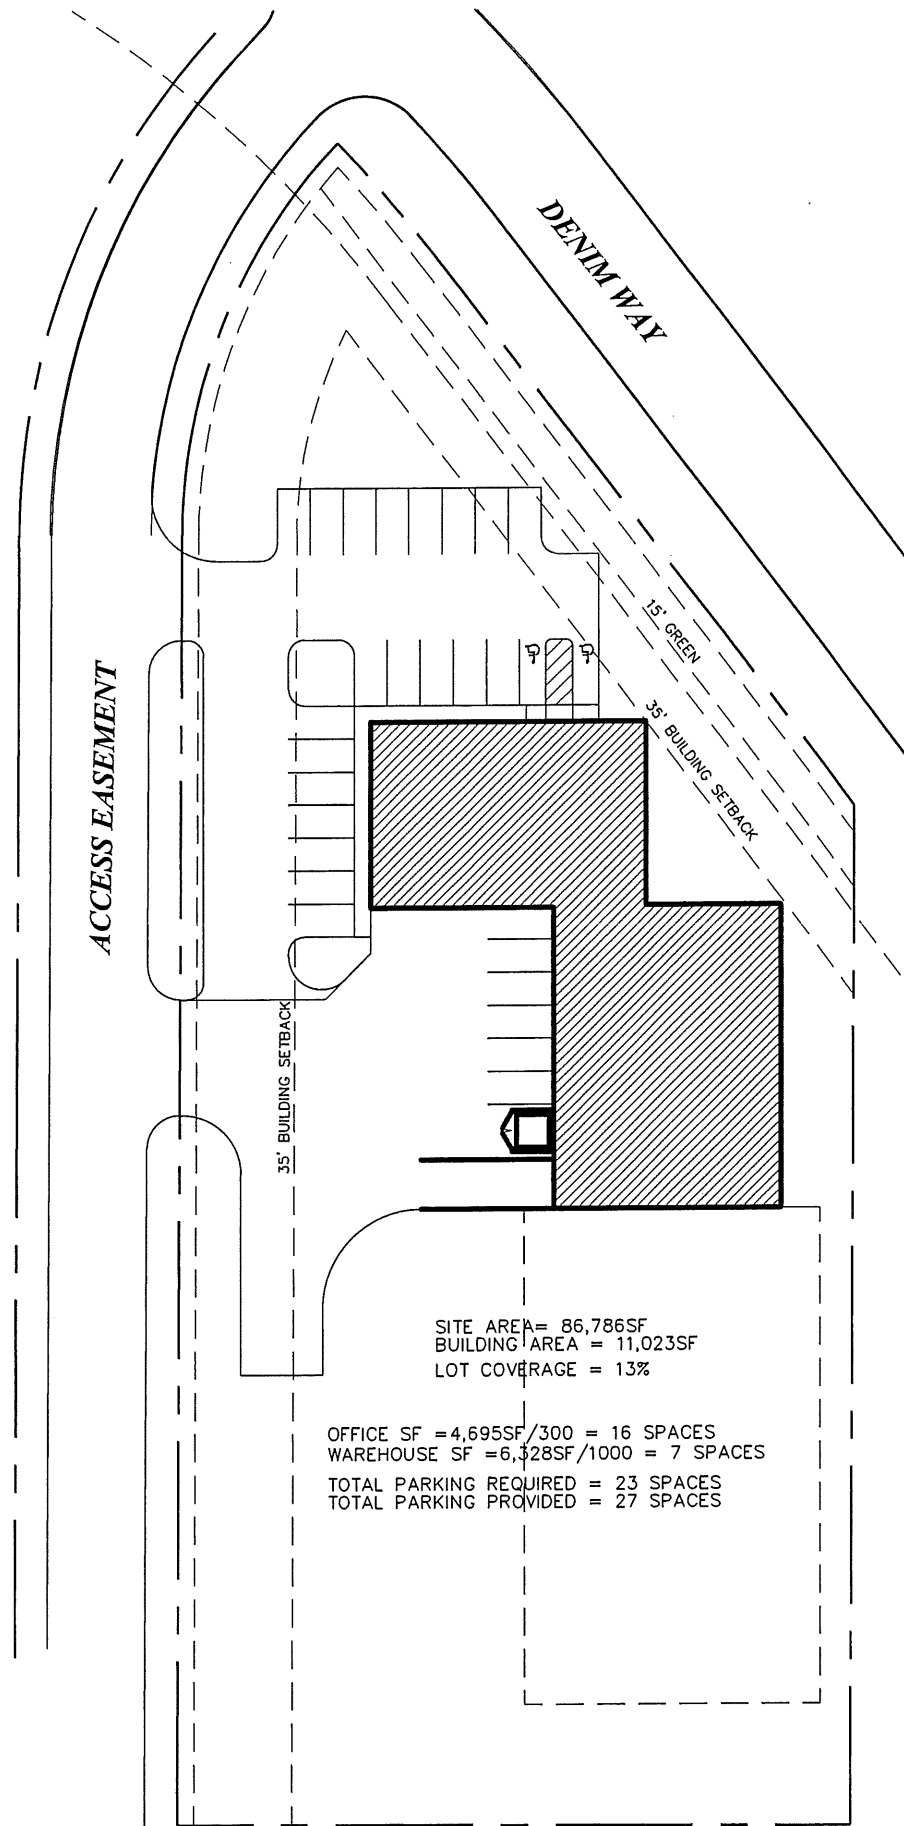 DENIM WAY
15' GREEN
35' BUILDING SETBACK
ACCESS EASEMENT
35' BUILDING SETBACK
SITE AREA= 86,786SF
BUILDING AREA = 11,023SF
LOT COVERAGE = 13%
OFFICE SF =4,695SF/300 = 16 SPACES
WAREHOUSE SF =6,328SF/1000 = 7 SPACES
TOTAL PARKING REQUIRED = 23 SPACES
TOTAL PARKING PROVIDED = 27 SPACES